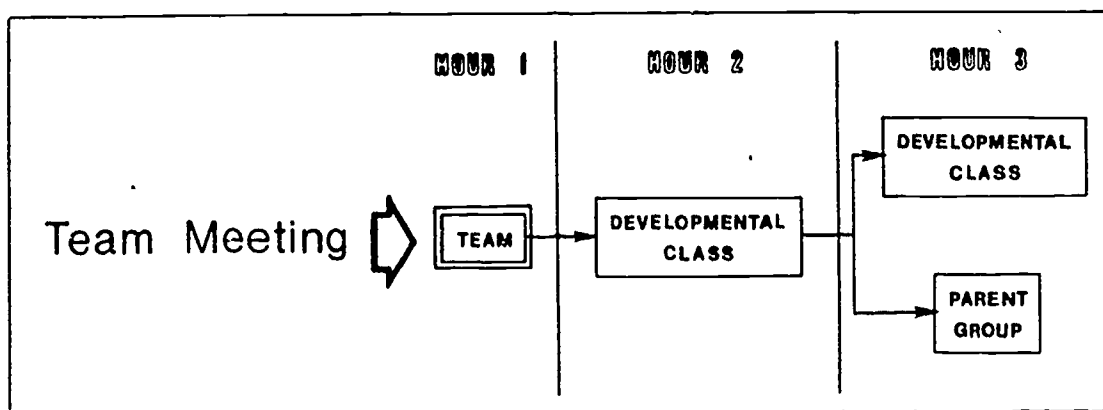 HOUR 1
HOUR 2
HOUR 3
Team Meeting
TEAM
DEVELOPMENTAL
CLASS
DEVELOPMENTAL
CLASS
PARENT
GROUP